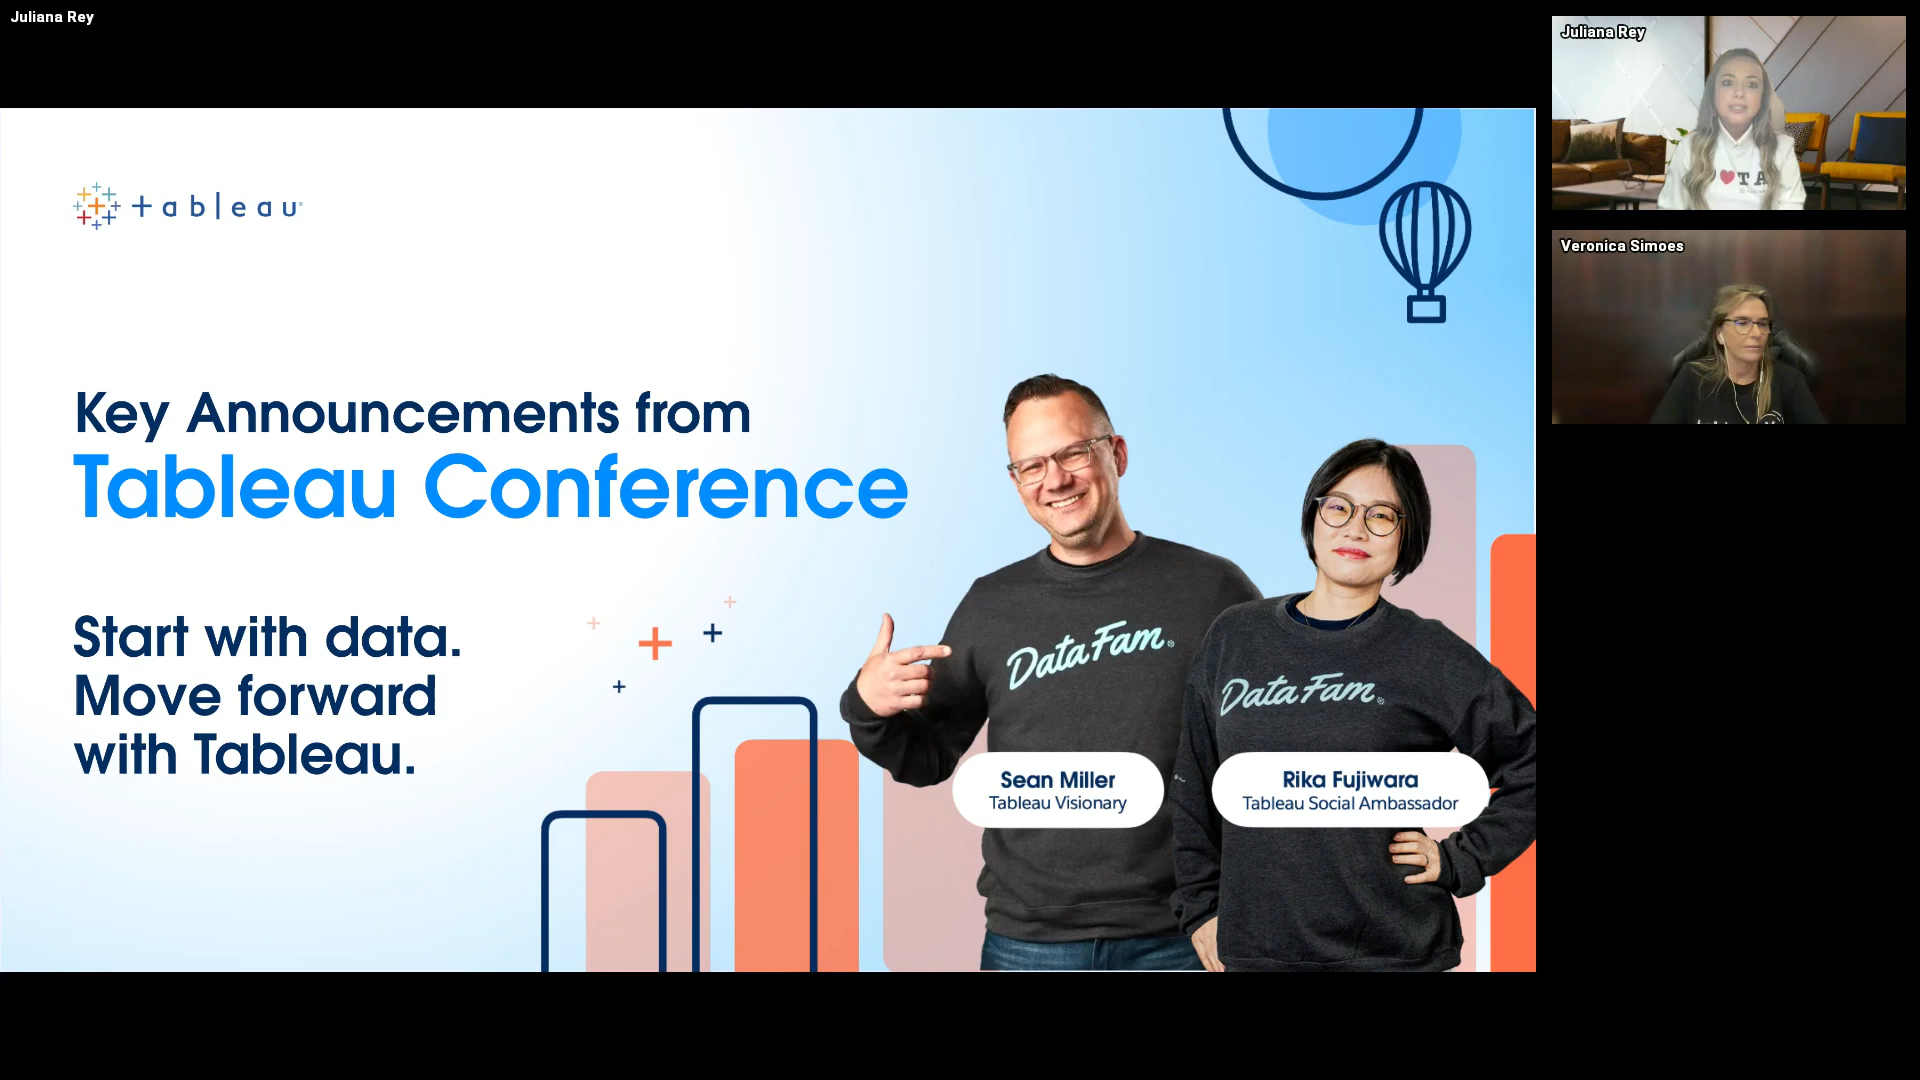 Juliana Rey
tableau
Key Announcements from
Tableau Conference
Start with data.
Move forward
with Tableau.
DataFam
DataFam
Sean Miller
Tableau Visionary
Rika Fujiwara
Tableau Social Ambassador
Juliana Rey
TA
Veronica Simoes